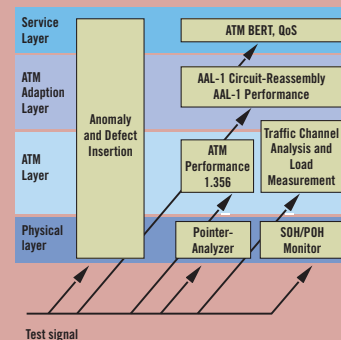 Service
Layer
ATM BERT, QoS
ATM
Adaption
Layer
AAL-1 Circuit-Reassembly
AAL-1 Performance
Anomaly
and Defect
Insertion
ATM
Layer
ATM
Performance
1.356
Traffic Channel
Analysis and
Load
Measurement
Physical
layer
Pointer-
Analyzer
SOH/POH
Monitor
Test signal